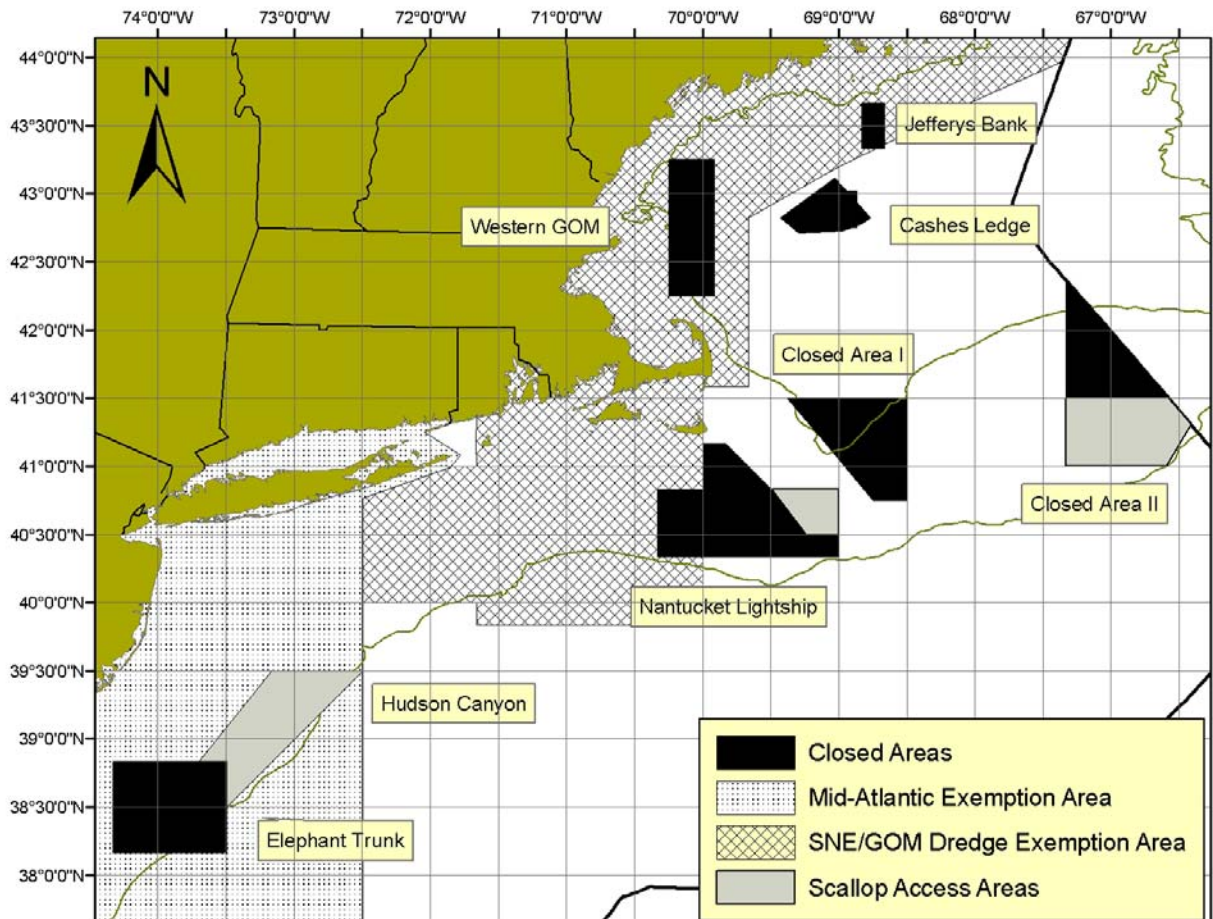 74°0'0"W 73°0'0"W 72°0'0"W 71°0'0"W 70°0'0"W 69°0'0"W 68°0'0"W 67°0'0"W
44°0'0"N
N
43°30'0"N
Jefferys Bank
43°0'0"N
Western GOM
Cashes Ledge
42°30'0"N
42°0'0"N
Closed Area I
41°30'0"N
41°0'0"N
Closed Area II
40°30'0"N
40°0'0"N
Nantucket Lightship
39°30'0"N
Hudson Canyon
39°0'0"N
38°30'0"N
Elephant Trunk
38°0'0"N
Closed Areas
Mid-Atlantic Exemption Area
SNE/GOM Dredge Exemption Area
Scallop Access Areas